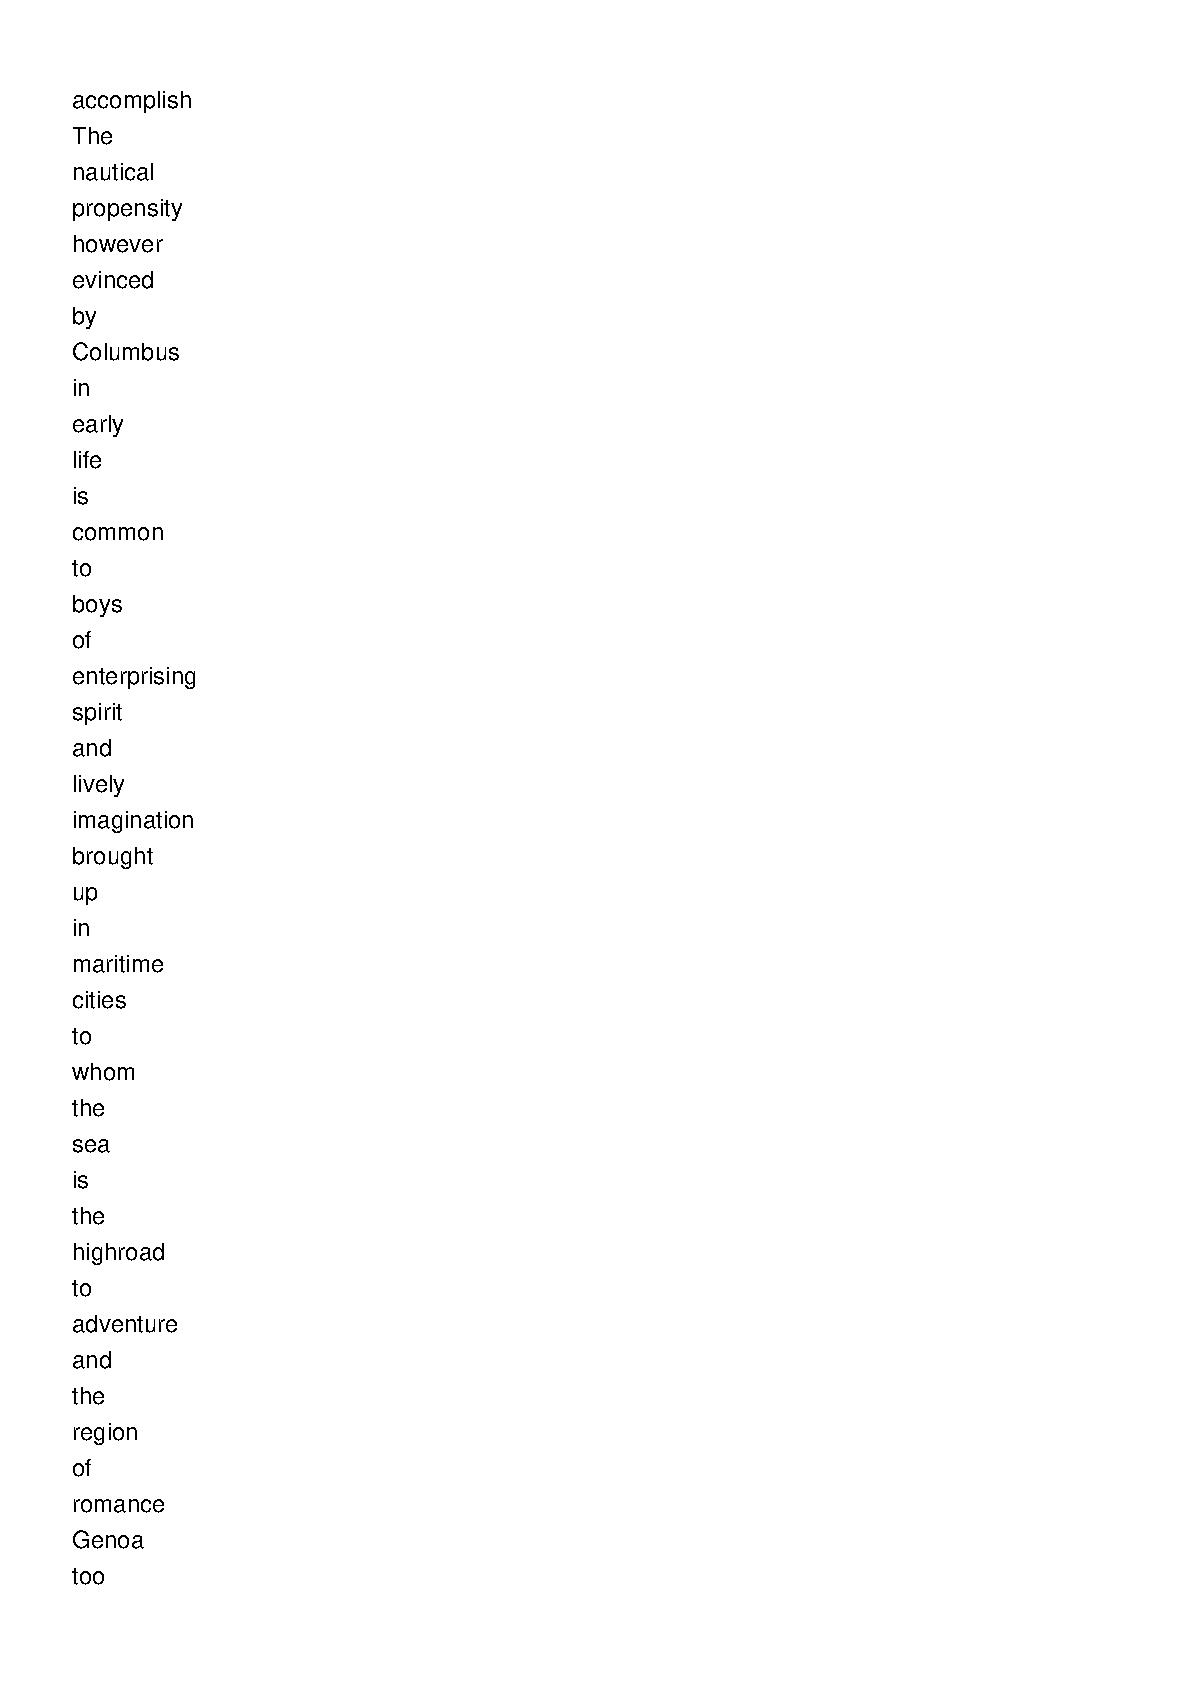 accomplish
The
nautical
propensity
however
evinced
by
Columbus
in
early
life
is
common
to
boys
of
enterprising
spirit
and
lively
imagination
brought
up
in
maritime
cities
to
whom
the
sea
is
the
highroad
to
adventure
and
the
region
of
romance
Genoa
too